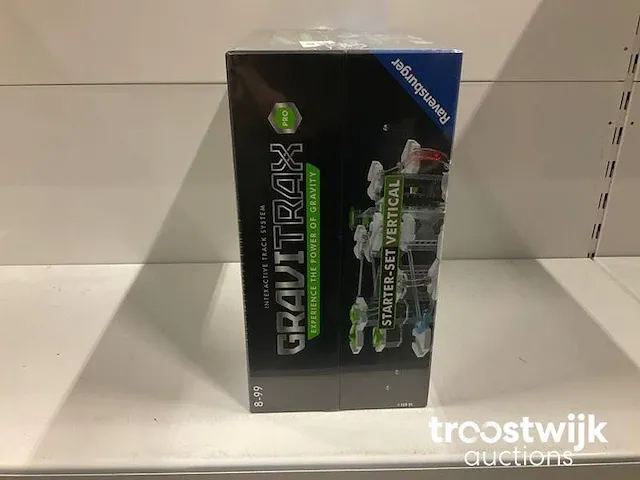 Ravensburger
PRO
INTERACTIVE TRACK SYSTEM
GRAVITRAX
EXPERIENCE THE POWER OF GRAVITY
STARTER-SET VERTICAL
8-99
troostwijk
auctions